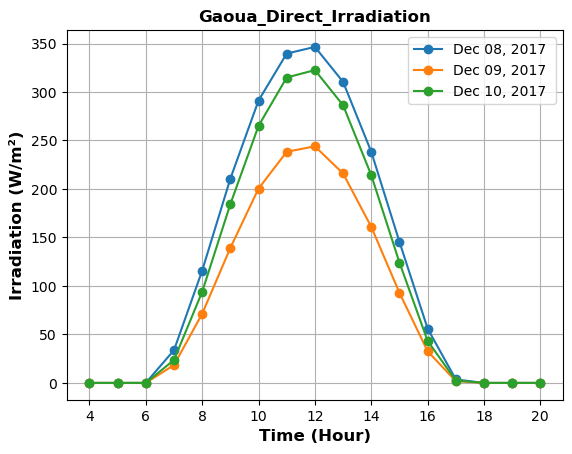 Gaoua_Direct_Irradiation
Dec 08, 2017
Dec 09, 2017
Dec 10, 2017
Irradiation (W/m²)
350
300
250
200
150
100
50
0
4 6 8 10 12 14 16 18 20
Time (Hour)